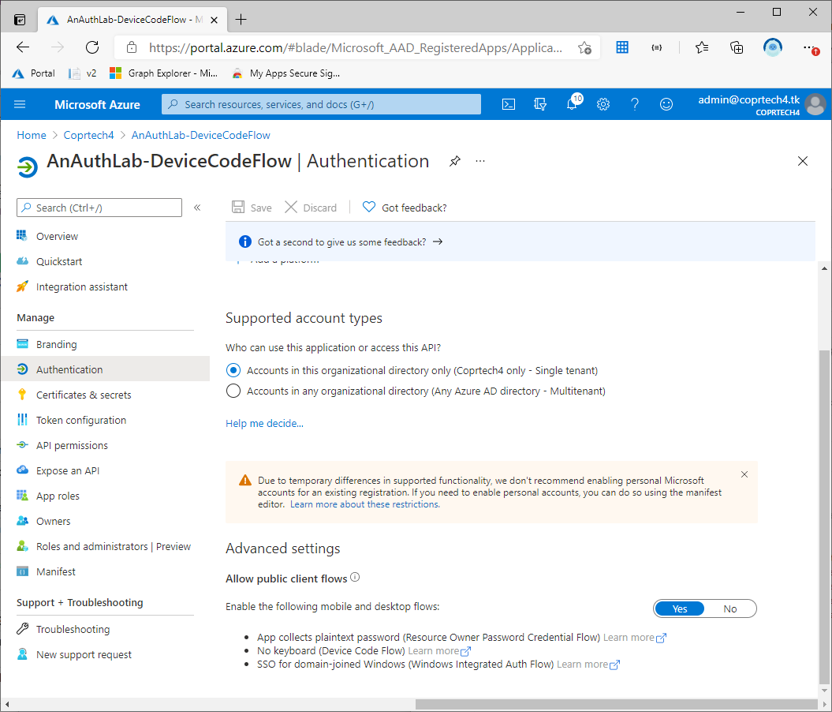 AnAuthLab-DeviceCodeFlow - M
https://portal.azure.com/#blade/Microsoft_AAD_RegisteredApps/Applica...
Portal
v2
Graph Explorer - Mi...
My Apps Secure Sig...
Microsoft Azure
Search resources, services, and docs (G+/)
10
admin@coprtech4.tk
COPRTECH4
Home > Coprtech4 > AnAuthLab-DeviceCodeFlow
AnAuthLab-DeviceCodeFlow | Authentication
Search (Ctrl+/)
«
Save
Discard
Got feedback?
Got a second to give us some feedback? →
Overview
Quickstart
Integration assistant
Manage
Branding
Authentication
Certificates & secrets
Token configuration
API permissions
Expose an API
App roles
Owners
Roles and administrators | Preview
Manifest
Support + Troubleshooting
Troubleshooting
New support request
Add a platform
Supported account types
Who can use this application or access this API?
Accounts in this organizational directory only (Coprtech4 only - Single tenant)
Accounts in any organizational directory (Any Azure AD directory - Multitenant)
Help me decide...
Due to temporary differences in supported functionality, we don't recommend enabling personal Microsoft
accounts for an existing registration. If you need to enable personal accounts, you can do so using the manifest
editor. Learn more about these restrictions.
Advanced settings
Allow public client flows
Enable the following mobile and desktop flows:
Yes
No
• App collects plaintext password (Resource Owner Password Credential Flow) Learn more
• No keyboard (Device Code Flow) Learn more
• SSO for domain-joined Windows (Windows Integrated Auth Flow) Learn more